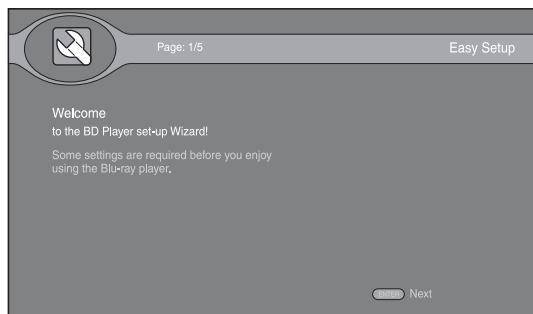 Page: 1/5
Easy Setup
Welcome
to the BD Player set-up Wizard!
Some settings are required before you enjoy
using the Blu-ray player.
ENTER Next